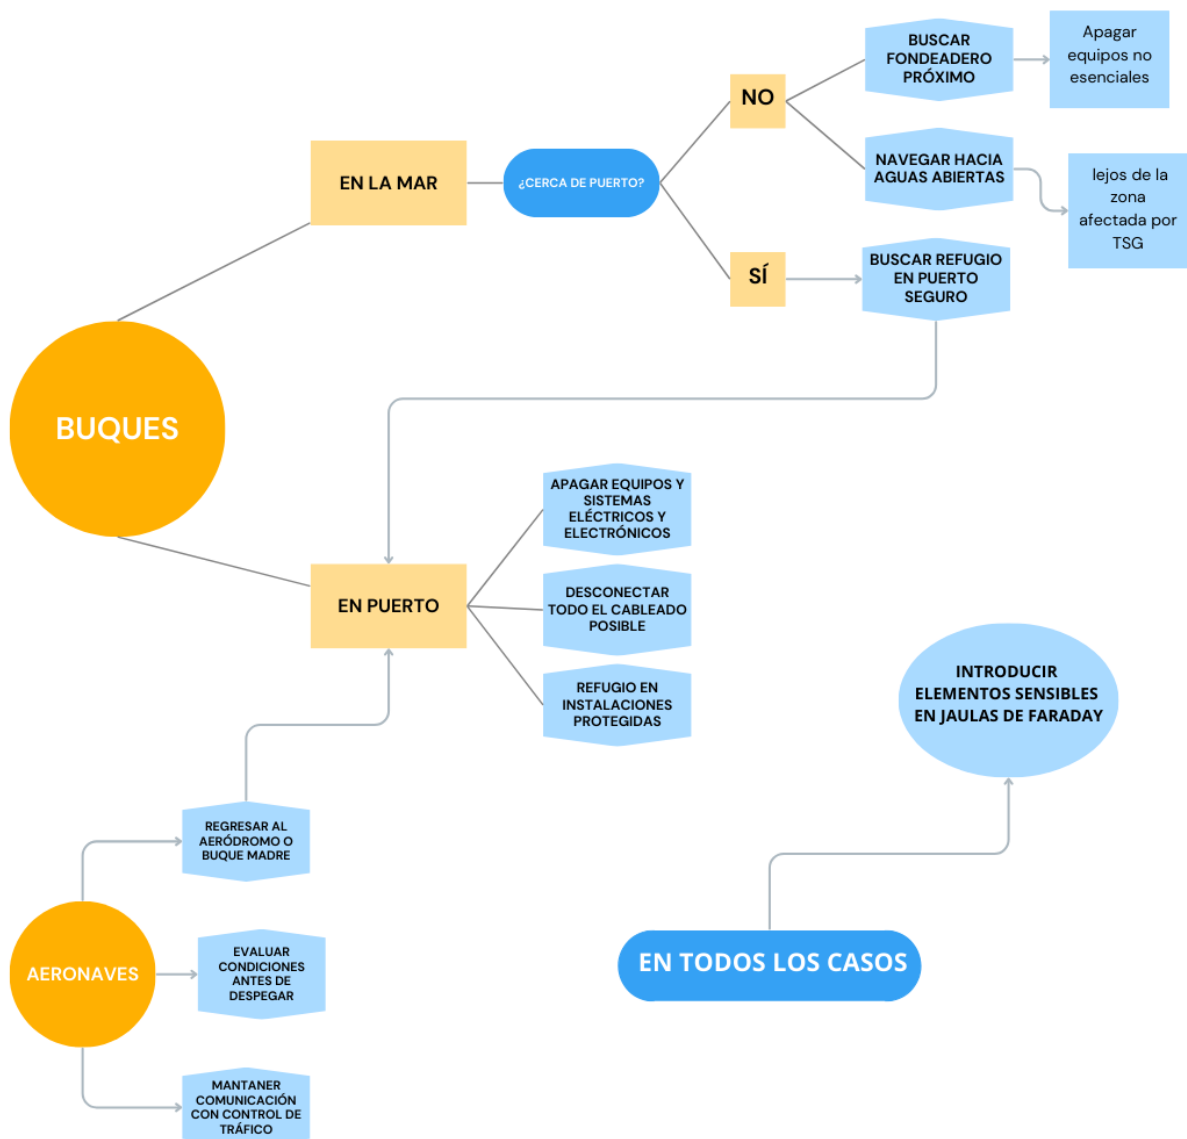 BUSCAR
FONDEADERO
PRÓXIMO
Apagar
equipos no
esenciales
NO
EN LA MAR
¿CERCA DE PUERTO?
NAVEGAR HACIA
AGUAS ABIERTAS
lejos de la
zona
afectada por
TSG
SÍ
BUSCAR REFUGIO
EN PUERTO
SEGURO
BUQUES
APAGAR EQUIPOS Y
SISTEMAS
ELÉCTRICOS Y
ELECTRÓNICOS
EN PUERTO
DESCONECTAR
TODO EL CABLEADO
POSIBLE
REFUGIO EN
INSTALACIONES
PROTEGIDAS
INTRODUCIR
ELEMENTOS SENSIBLES
EN JAULAS DE FARADAY
REGRESAR AL
AERÓDROMO O
BUQUE MADRE
AERONAVES
EVALUAR
CONDICIONES
ANTES DE
DESPEGAR
EN TODOS LOS CASOS
MANTANER
COMUNICACIÓN
CON CONTROL DE
TRÁFICO